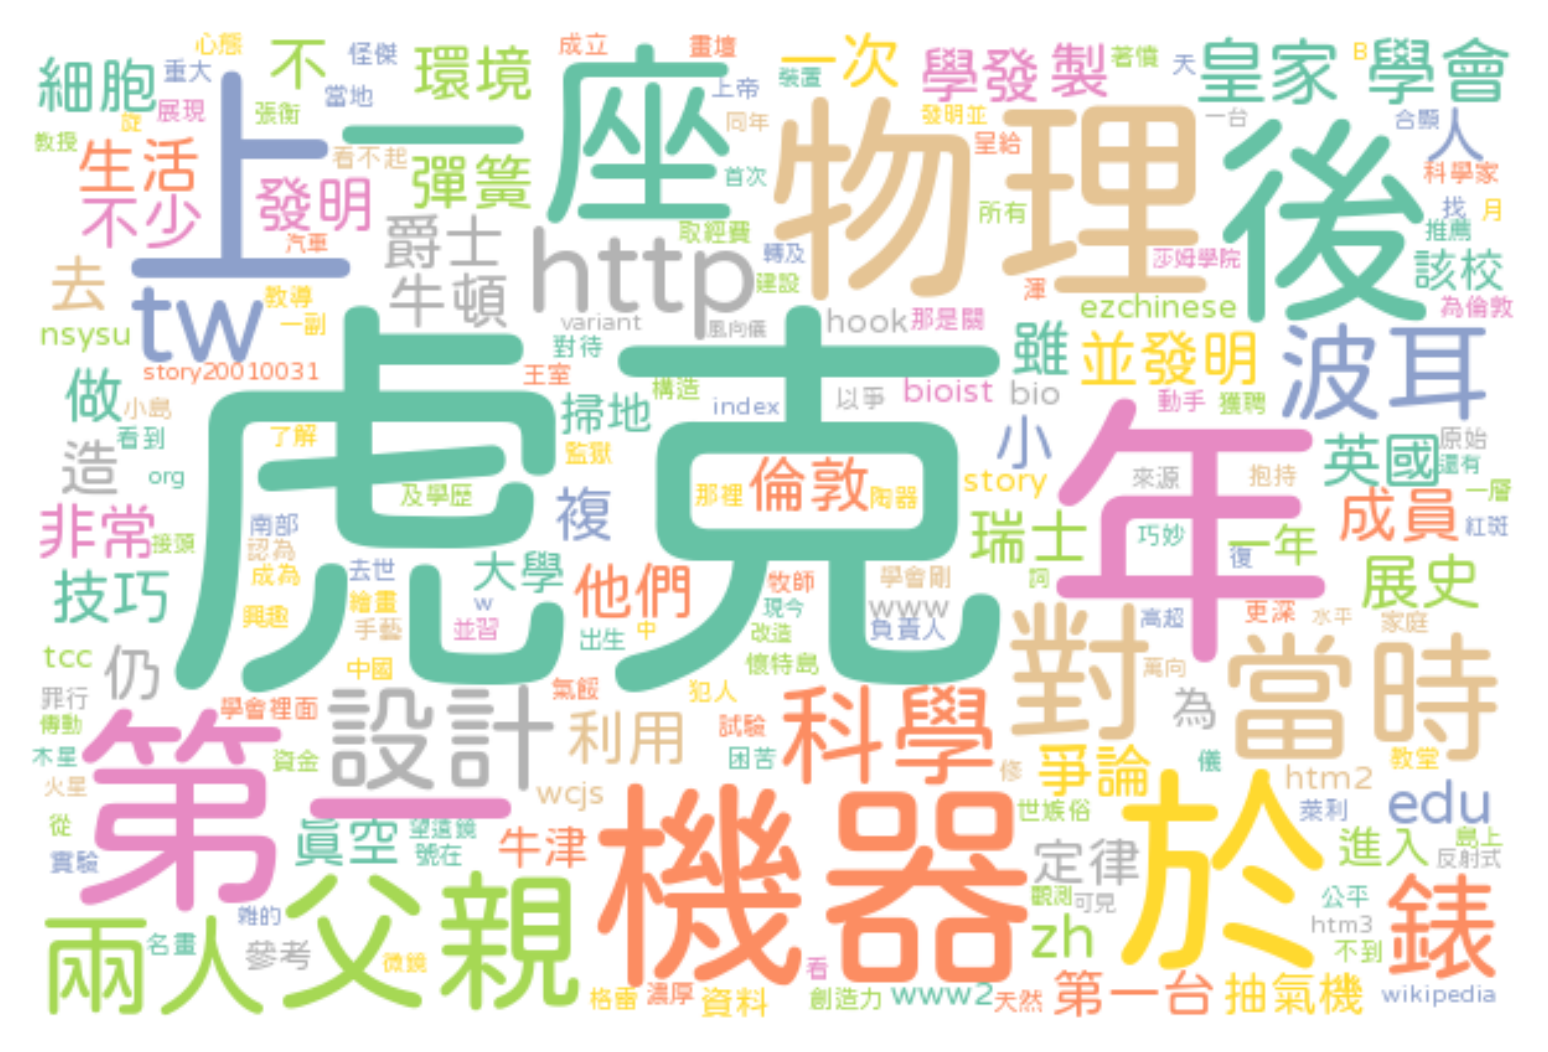 心態
怪傑
成立
畫壇
一次
學發
製
著憤
天
皇家
B
學會
細胞
重大
不
環境
座
裝置
上帝
展現
當地
張衡
旋
教授
上
一
同年
物理
發明並
呈給
一台
後
合顯
人
生活
看不起
彈簧
首次
科學家
不少
發明
汽車
爵士
取經費
轉及
所有
找
月
推薦
莎姆學院
該校
去
tw
教導
一副
牛頓
http
建設
渾
ezchinese
為倫敦
nsysu
variant
風向儀
hook
那是關
雖
並發明
波耳
story20010031
對待
王室
虎克
做
小島
看到
構造
掃地
index
以爭
bioist
bio
動手
獲聘
年
了解
監獄
小
英國
原始
還有
造
org
及學歷
複
那裡
倫敦
陶器
story
來源
抱持
一層
成員
紅斑
非常
接頭
南部
認為
成為
瑞士
巧妙
一年
復
技巧
去世
大學
他們
牧師
學會剛
詞
展史
興趣
繪畫
手藝
w
並習
出生
中
現今
改造
www
負責人
對
高超
更深
水平
家庭
tcc
仍
中國
懷特島
萬向
當時
罪行
傳動
學會裡面
設計
氣餒
犯人
利用
試驗
科學
為
木星
火星
第一
資金
困苦
修
爭論
儀
教堂
wcjs
htm2
從
實驗
真空
望遠鏡
號在
牛津
機器
世嫉俗
於
萊利
edu
定律
進入
島上
反射式
兩人
雜的
名畫
參考
父親
微鏡
觀測
可見
zh
公平
htm3
不到
錶
看
格雷
濃厚
資料
創造力
www2
天然
第一台
抽氣機
wikipedia